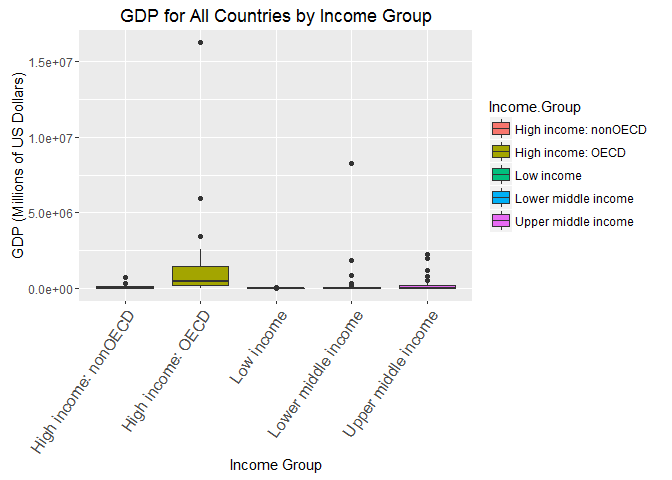 GDP for All Countries by Income Group
GDP (Millions of US Dollars)
1.5e+07
1.0e+07
5.0e+06
0.0e+00
High income: nonOECD
High income: OECD
Low income
Lower middle income
Upper middle income
Income Group
Income.Group
High income: nonOECD
High income: OECD
Low income
Lower middle income
Upper middle income